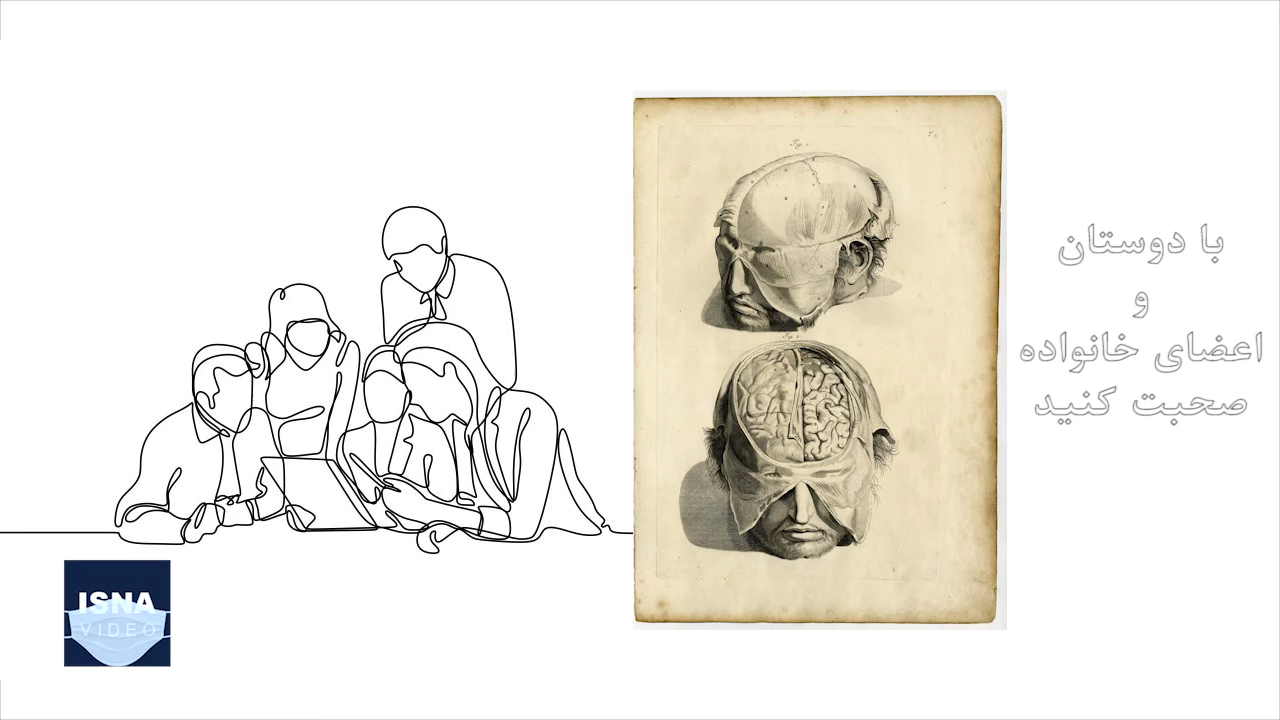 با دوستان
و
اعضای خانواده
صحبت کنید
ISNA
VIDEO